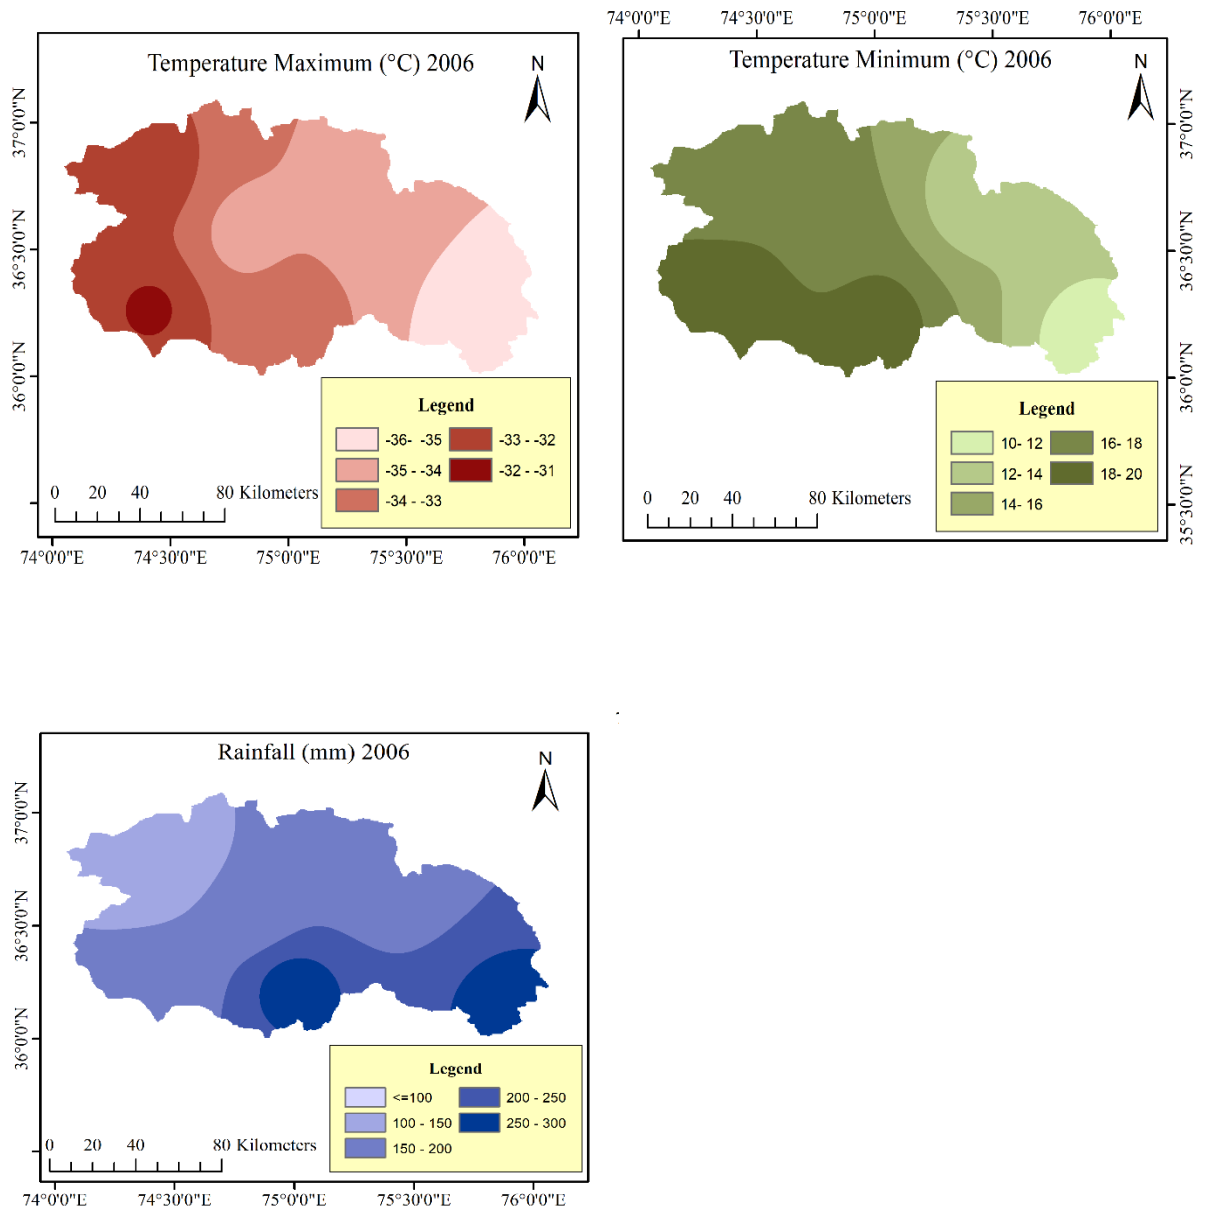 74°0'0"E 74°30'0"E 75°0'0"E 75°30'0"E 76°0'0"E
Temperature Maximum (°C) 2006
N
37°0'0"N
36°30'0"N
36°0'0"N
Legend
-36- -35
-33 - -32
-35 - -34
-32 - -31
-34 - -33
0 20 40 80 Kilometers
74°0'0"E 74°30'0"E 75°0'0"E 75°30'0"E 76°0'0"E
Temperature Minimum (°C) 2006
N
37°0'0"N
36°30'0"N
36°0'0"N
35°30'0"N
Legend
10- 12
16- 18
12- 14
18- 20
14- 16
0 20 40 80 Kilometers
Rainfall (mm) 2006
N
37°0'0"N
36°30'0"N
36°0'0"N
Legend
<=100
200 - 250
100 - 150
250 - 300
150 - 200
0 20 40 80 Kilometers
74°0'0"E 74°30'0"E 75°0'0"E 75°30'0"E 76°0'0"E